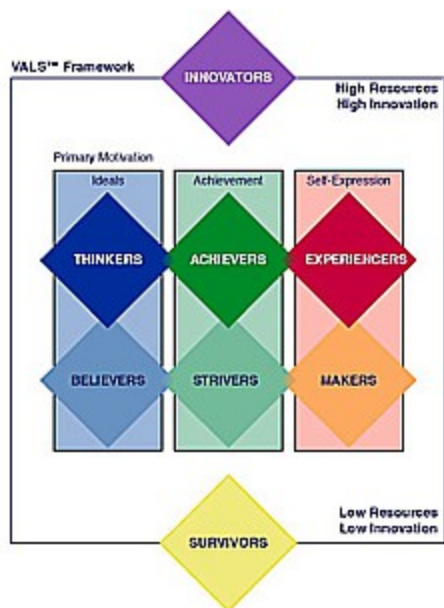 VALS™ Framework
INNOVATORS
High Resources
High Innovation
Primary Motivation
Ideals
Achievement
Self-Expression
THINKERS
ACHIEVERS
EXPERIENCERS
BELIEVERS
STRIVERS
MAKERS
Low Resources
Low Innovation
SURVIVORS